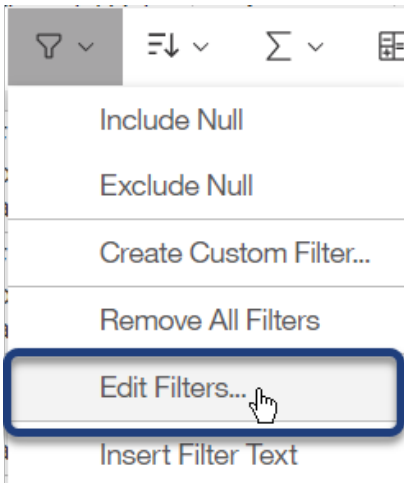 Include Null
Exclude Null
Create Custom Filter...
Remove All Filters
Edit Filters...
Insert Filter Text